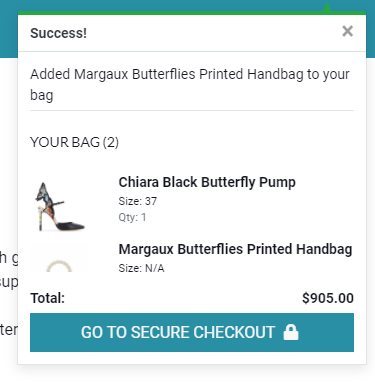 Success!
×
Added Margaux Butterflies Printed Handbag to your
bag
YOUR BAG (2)
Chiara Black Butterfly Pump
Size: 37
Qty: 1
Margaux Butterflies Printed Handbag
Size: N/A
Total: $905.00
GO TO SECURE CHECKOUT